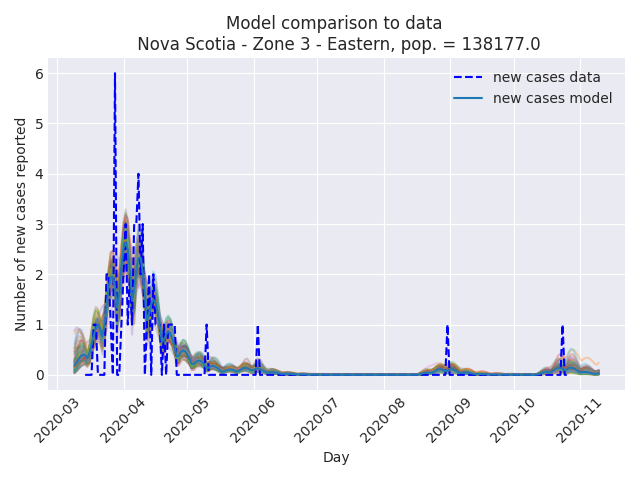 Model comparison to data
Nova Scotia - Zone 3 - Eastern, pop. = 138177.0
new cases data
new cases model
Number of new cases reported
6
5
4
3
2
1
0
2020-03
2020-04
2020-05
2020-06
2020-07
2020-08
2020-09
2020-10
2020-11
Day